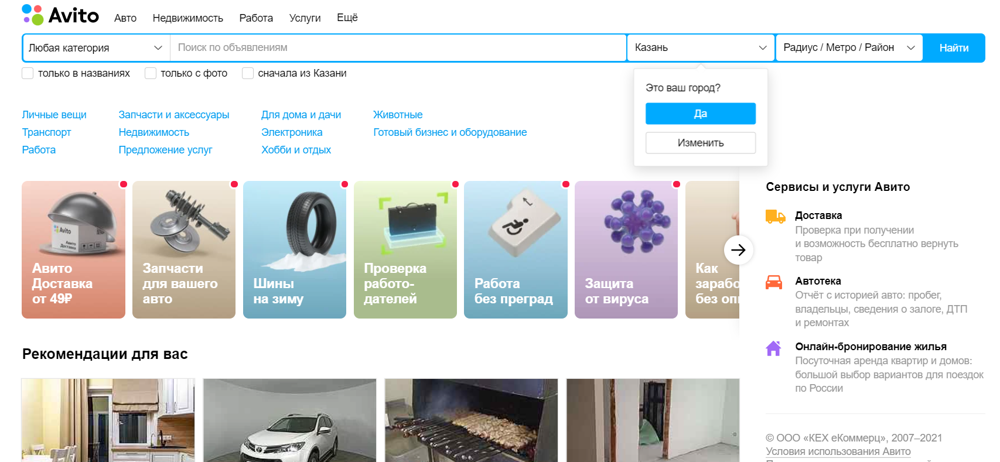 Avito
Авто
Недвижимость
Работа
Услуги
Ещё
Любая категория
Поиск по объявлениям
Казань
Радиус / Метро / Район
Найти
только в названиях
только с фото
сначала из Казани
Это ваш город?
Да
Изменить
Личные вещи
Транспорт
Работа
Запчасти и аксессуары
Недвижимость
Предложение услуг
Для дома и дачи
Электроника
Хобби и отдых
Животные
Готовый бизнес и оборудование
Avito
Авито
Доставка
Авито
Доставка
от 49₽
Запчасти
для вашего
авто
Шины
на зиму
Проверка
работо-
дателей
Работа
без преград
Защита
от вируса
Как
зарабо
без оп
Сервисы и услуги Авито
Доставка
Проверка при получении
и возможность бесплатно вернуть
товар
Автотека
Отчёт с историей авто: пробег,
владельцы, сведения о залоге, ДТП
и ремонтах
Онлайн-бронирование жилья
Посуточная аренда квартир и домов:
большой выбор вариантов для поездок
по России
Рекомендации для вас
© ООО «КЕХ еКоммерц», 2007–2021
Условия использования Авито